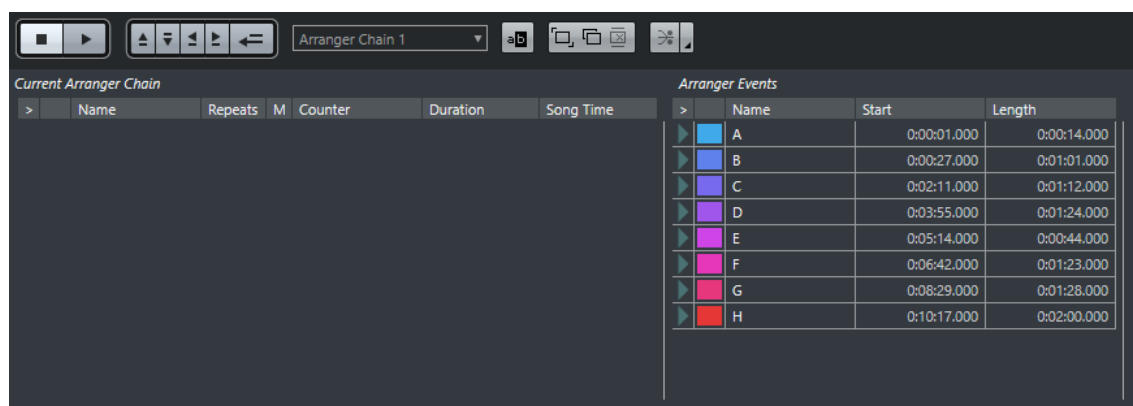 Arranger Chain 1
ab
Current Arranger Chain
> Name Repeats M Counter Duration Song Time
Arranger Events
> Name Start Length
A 0:00:01.000 0:00:14.000
B 0:00:27.000 0:01:01.000
C 0:02:11.000 0:01:12.000
D 0:03:55.000 0:01:24.000
E 0:05:14.000 0:00:44.000
F 0:06:42.000 0:01:23.000
G 0:08:29.000 0:01:28.000
H 0:10:17.000 0:02:00.000